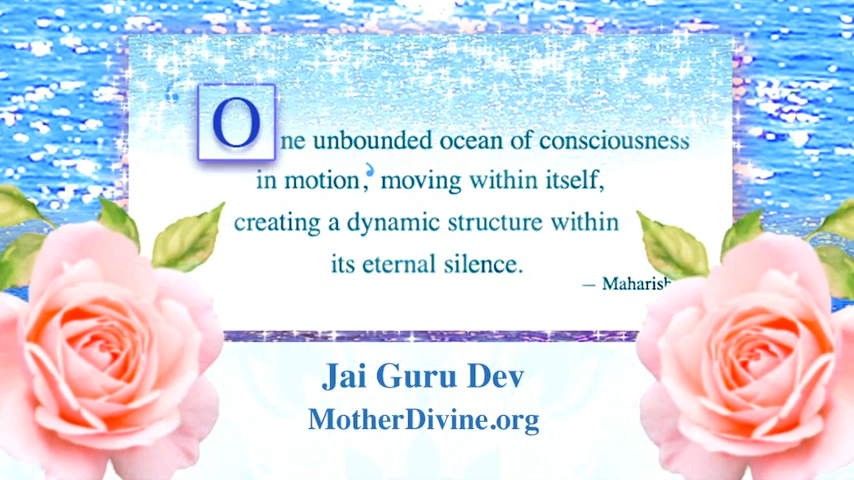 One unbounded ocean of consciousness
in motion, moving within itself,
creating a dynamic structure within
its eternal silence.
— Maharish
Jai Guru Dev
MotherDivine.org